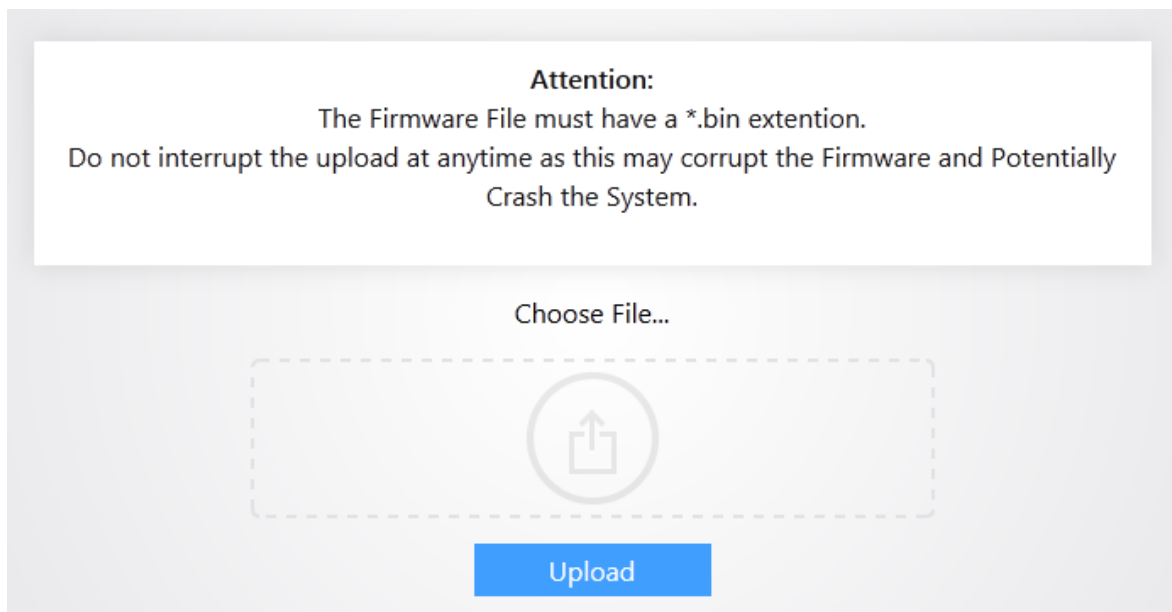 Attention:
The Firmware File must have a *.bin extention.
Do not interrupt the upload at anytime as this may corrupt the Firmware and Potentially
Crash the System.
Choose File...
Upload